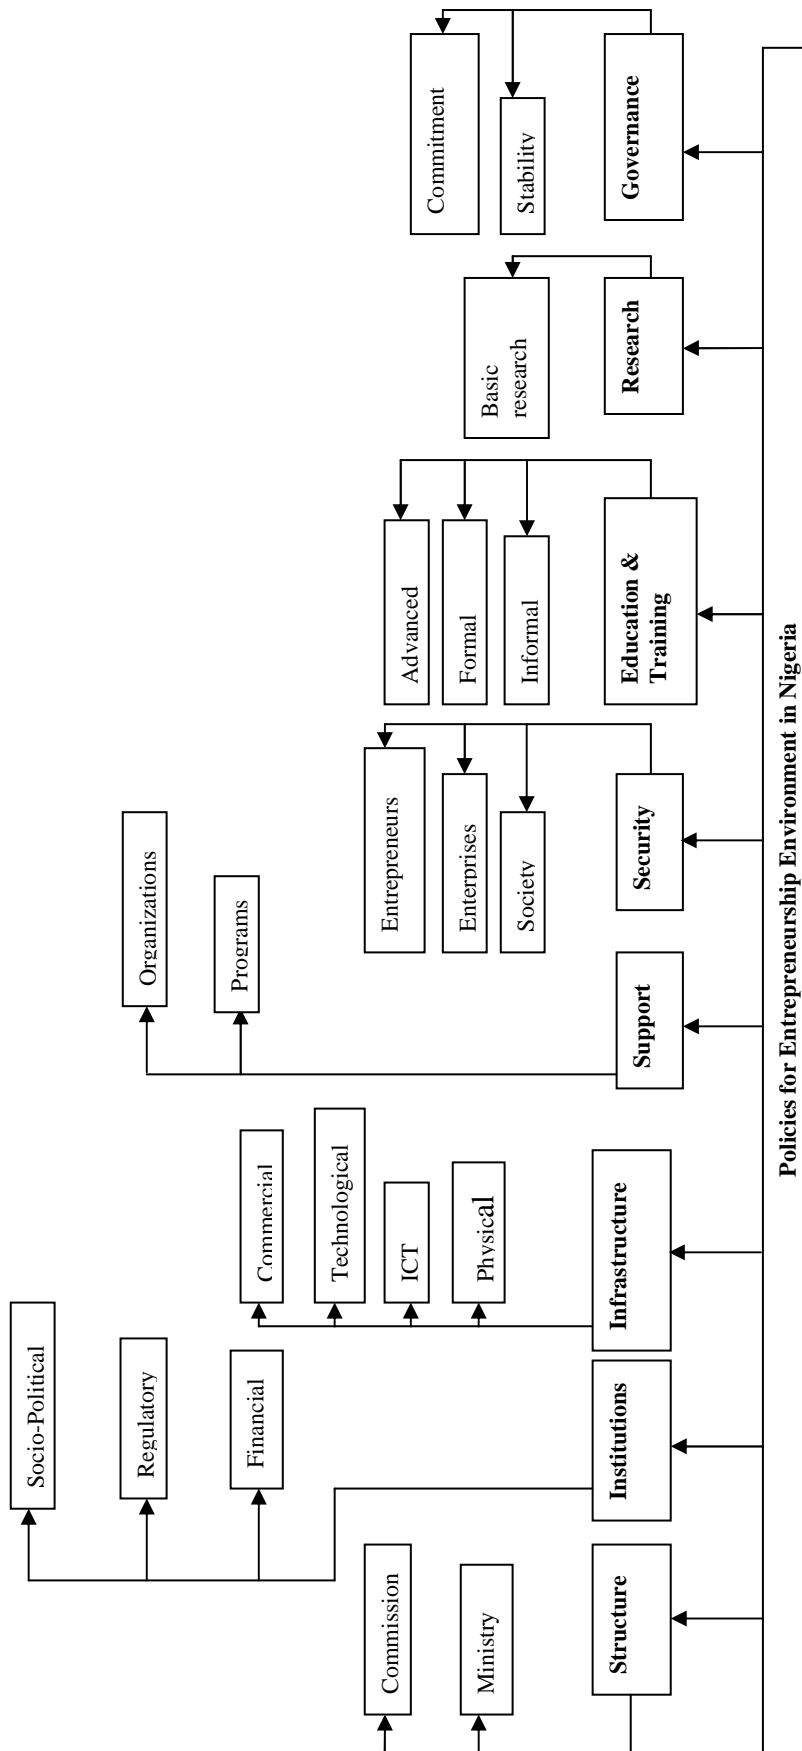 Policies for Entrepreneurship Environment in Nigeria
Structure
Ministry
Commission
Institutions
Financial
Regulatory
Socio-Political
Infrastructure
Physical
ICT
Technological
Commercial
Support
Programs
Organizations
Security
Society
Enterprises
Entrepreneurs
Education &
Training
Informal
Formal
Advanced
Research
Basic
research
Governance
Stability
Commitment